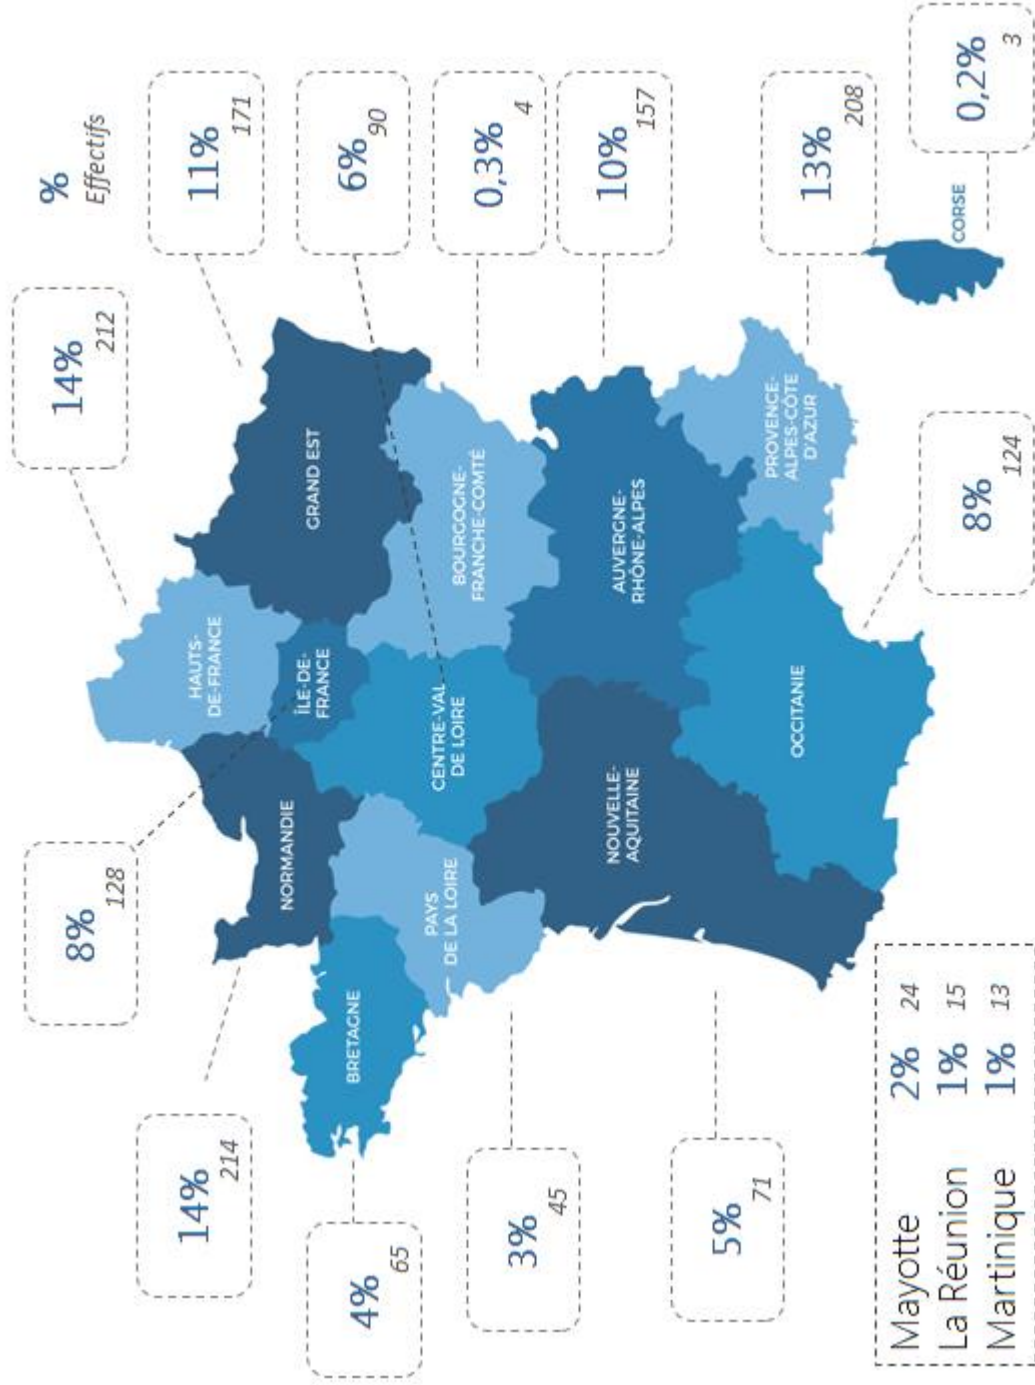 %
Effectifs
14%
212
8%
128
14%
214
11%
171
4%
65
6%
90
3%
45
0,3%
4
5%
71
10%
157
13%
208
8%
124
0,2%
3
HAUTS-
DE-FRANCE
NORMANDIE
ÎLE-DE-
FRANCE
GRAND EST
BRETAGNE
PAYS
DE LA LOIRE
CENTRE-VAL
DE LOIRE
BOURGOGNE-
FRANCHE-COMTÉ
NOUVELLE-
AQUITAINE
AUVERGNE-
RHÔNE-ALPES
OCCITANIE
PROVENCE-
ALPES-CÔTE
D'AZUR
CORSE
Mayotte 2% 24
La Réunion 1% 15
Martinique 1% 13